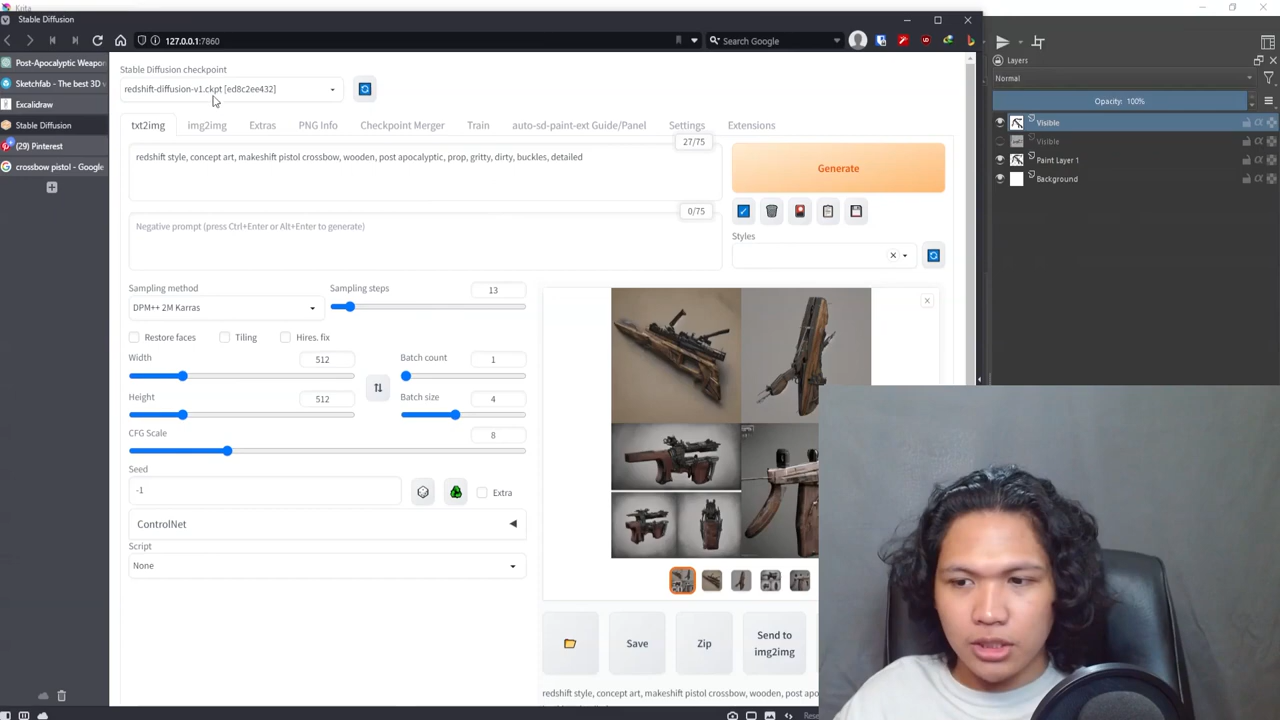 Krita
Stable Diffusion
127.0.0.1:7860
Search Google
Post-Apocalyptic Weapon
Sketchfab - The best 3D v
Excalidraw
Stable Diffusion
(29) Pinterest
crossbow pistol - Google
Stable Diffusion checkpoint
redshift-diffusion-v1.ckpt [ed8c2ee432]
txt2img
img2img
Extras
PNG Info
Checkpoint Merger
Train
auto-sd-paint-ext Guide/Panel
Settings
Extensions
27/75
redshift style, concept art, makeshift pistol crossbow, wooden, post apocalyptic, prop, gritty, dirty, buckles, detailed
Generate
0/75
Negative prompt (press Ctrl+Enter or Alt+Enter to generate)
Styles
Sampling method
DPM++ 2M Karras
Sampling steps
13
Restore faces
Tiling
Hires. fix
Width
512
Batch count
1
Height
512
Batch size
4
CFG Scale
8
Seed
-1
Extra
ControlNet
Script
None
Save
Zip
Send to
img2img
redshift style, concept art, makeshift pistol crossbow, wooden, post apo
Layers
Normal
Opacity: 100%
Visible
Visible
Paint Layer 1
Background